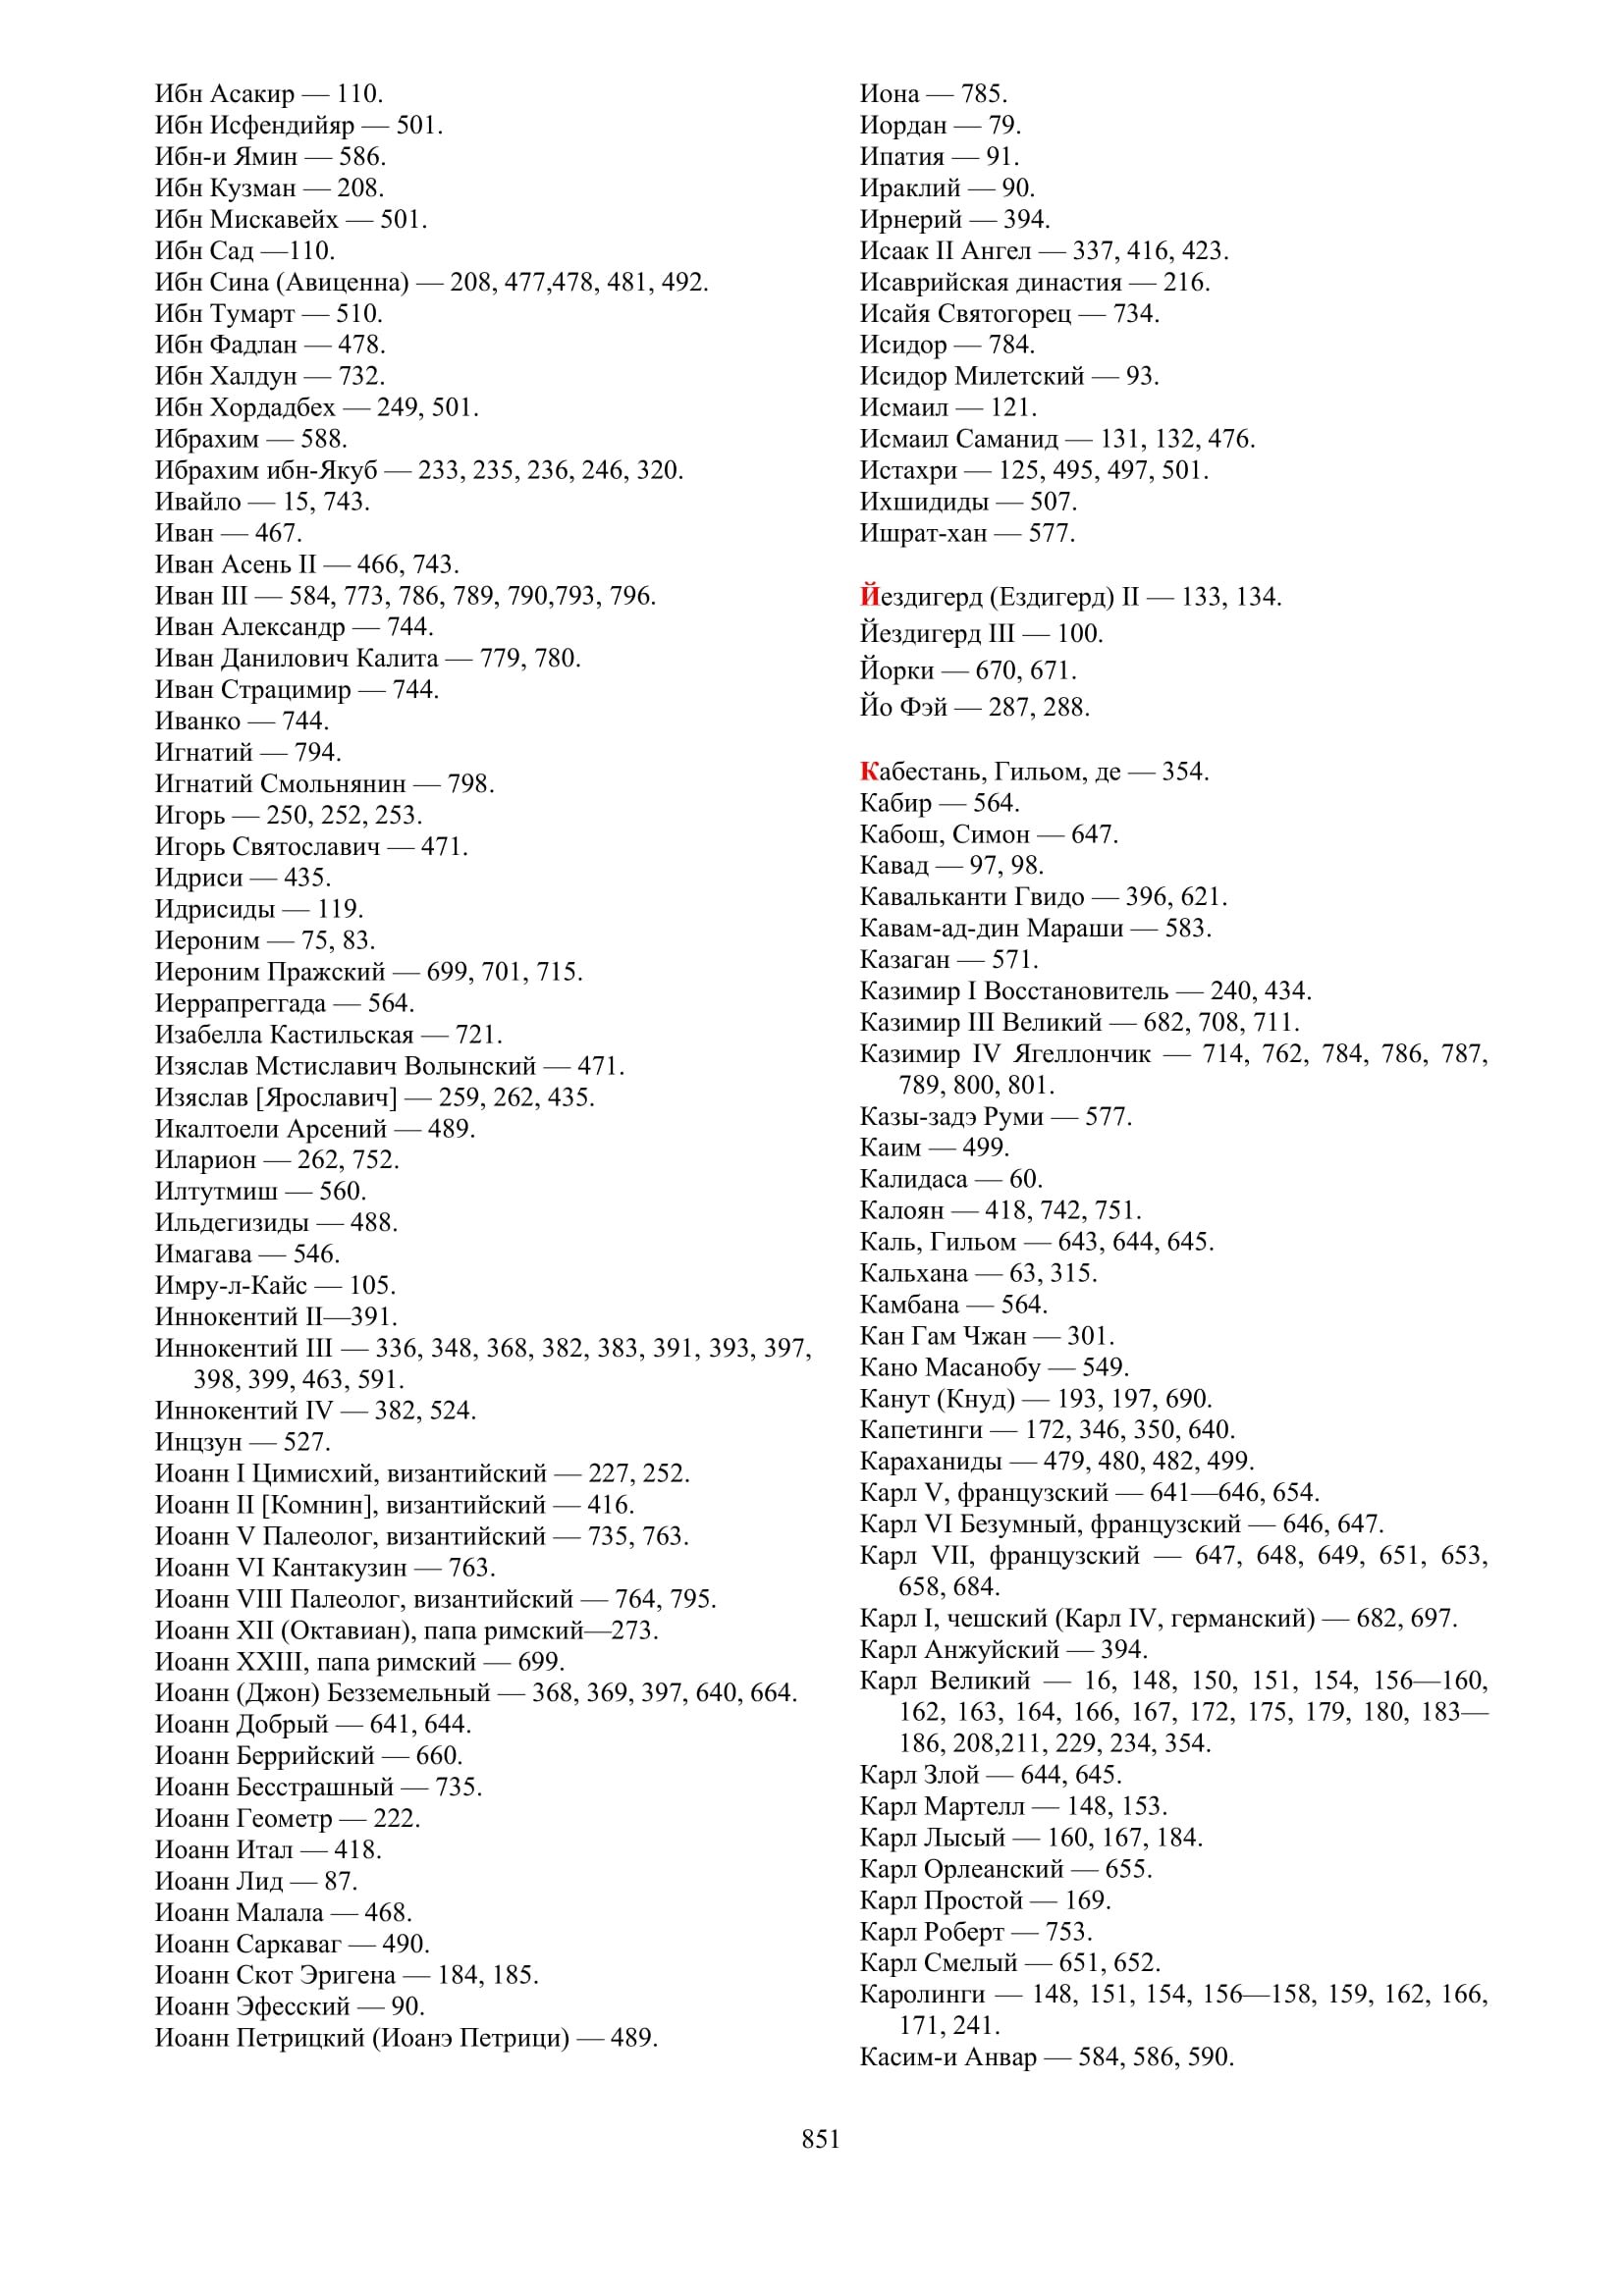 Ибн Асакир — 110.
Ибн Исфендийяр — 501.
Ибн-и Ямин — 586.
Ибн Кузман — 208.
Ибн Мискавейх — 501.
Ибн Сад —110.
Ибн Сина (Авиценна) — 208, 477,478, 481, 492.
Ибн Тумарт — 510.
Ибн Фадлан — 478.
Ибн Халдун — 732.
Ибн Хордадбех — 249, 501.
Ибрахим — 588.
Ибрахим ибн-Якуб — 233, 235, 236, 246, 320.
Ивайло — 15, 743.
Иван — 467.
Иван Асень II — 466, 743.
Иван III — 584, 773, 786, 789, 790,793, 796.
Иван Александр — 744.
Иван Данилович Калита — 779, 780.
Иван Страцимир — 744.
Иванко — 744.
Игнатий — 794.
Игнатий Смольнянин — 798.
Игорь — 250, 252, 253.
Игорь Святославич — 471.
Идриси — 435.
Идрисиды — 119.
Иероним — 75, 83.
Иероним Пражский — 699, 701, 715.
Иеррапреггада — 564.
Изабелла Кастильская — 721.
Изяслав Мстиславич Волынский — 471.
Изяслав [Ярославич] — 259, 262, 435.
Икалтоели Арсений — 489.
Иларион — 262, 752.
Илтутмиш — 560.
Ильдегизиды — 488.
Имагава — 546.
Имру-л-Кайс — 105.
Иннокентий II—391.
Иннокентий III — 336, 348, 368, 382, 383, 391, 393, 397,
398, 399, 463, 591.
Иннокентий IV — 382, 524.
Инцзун — 527.
Иоанн I Цимисхий, византийский — 227, 252.
Иоанн II [Комнин], византийский — 416.
Иоанн V Палеолог, византийский — 735, 763.
Иоанн VI Кантакузин — 763.
Иоанн VIII Палеолог, византийский — 764, 795.
Иоанн XII (Октавиан), папа римский—273.
Иоанн XXIII, папа римский — 699.
Иоанн (Джон) Безземельный — 368, 369, 397, 640, 664.
Иоанн Добрый — 641, 644.
Иоанн Беррийский — 660.
Иоанн Бесстрашный — 735.
Иоанн Геометр — 222.
Иоанн Итал — 418.
Иоанн Лид — 87.
Иоанн Малала — 468.
Иоанн Саркаваг — 490.
Иоанн Скот Эригена — 184, 185.
Иоанн Эфесский — 90.
Иоанн Петрицкий (Иоанэ Петрици) — 489.
Иона — 785.
Иордан — 79.
Ипатия — 91.
Ираклий — 90.
Ирнерий — 394.
Исаак II Ангел — 337, 416, 423.
Исаврийская династия — 216.
Исайя Святогорец — 734.
Исидор — 784.
Исидор Милетский — 93.
Исмаил — 121.
Исмаил Саманид — 131, 132, 476.
Истахри — 125, 495, 497, 501.
Ихшидиды — 507.
Ишрат-хан — 577.
Йездигерд (Ездигерд) II — 133, 134.
Йездигерд III — 100.
Йорки — 670, 671.
Йо Фэй — 287, 288.
Кабестань, Гильом, де — 354.
Кабир — 564.
Кабош, Симон — 647.
Кавад — 97, 98.
Кавальканти Гвидо — 396, 621.
Кавам-ад-дин Мараши — 583.
Казаган — 571.
Казимир I Восстановитель — 240, 434.
Казимир III Великий — 682, 708, 711.
Казимир IV Ягеллончик — 714, 762, 784, 786, 787,
789, 800, 801.
Казы-задэ Руми — 577.
Каим — 499.
Калидаса — 60.
Калоян — 418, 742, 751.
Каль, Гильом — 643, 644, 645.
Кальхана — 63, 315.
Камбана — 564.
Кан Гам Чжан — 301.
Кано Масанобу — 549.
Канут (Кнуд) — 193, 197, 690.
Капетинги — 172, 346, 350, 640.
Караханиды — 479, 480, 482, 499.
Карл V, французский — 641—646, 654.
Карл VI Безумный, французский — 646, 647.
Карл VII, французский — 647, 648, 649, 651, 653,
658, 684.
Карл I, чешский (Карл IV, германский) — 682, 697.
Карл Анжуйский — 394.
Карл Великий — 16, 148, 150, 151, 154, 156—160,
162, 163, 164, 166, 167, 172, 175, 179, 180, 183—
186, 208,211, 229, 234, 354.
Карл Злой — 644, 645.
Карл Мартелл — 148, 153.
Карл Лысый — 160, 167, 184.
Карл Орлеанский — 655.
Карл Простой — 169.
Карл Роберт — 753.
Карл Смелый — 651, 652.
Каролинги — 148, 151, 154, 156—158, 159, 162, 166,
171, 241.
Касим-и Анвар — 584, 586, 590.
851